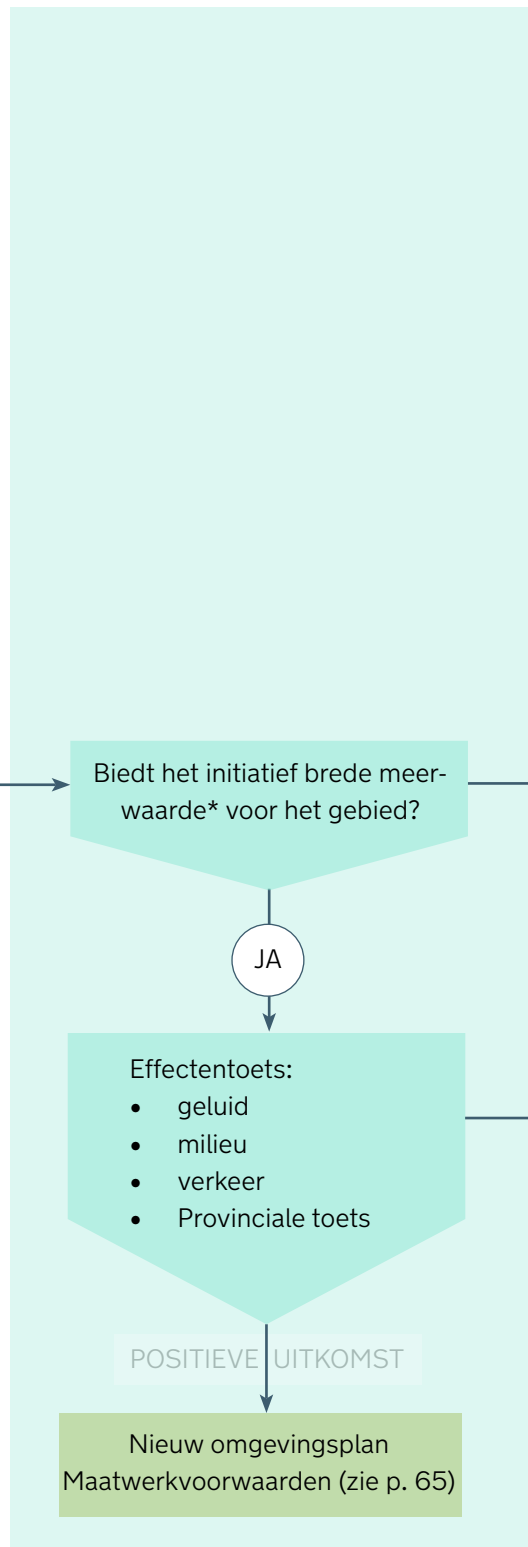 Biedt het initiatief brede meer-
waarde* voor het gebied?
JA
Effectentoets:
• geluid
• milieu
• verkeer
• Provinciale toets
POSITIEVE UITKOMST
Nieuw omgevingsplan
Maatwerkvoorwaarden (zie p. 65)